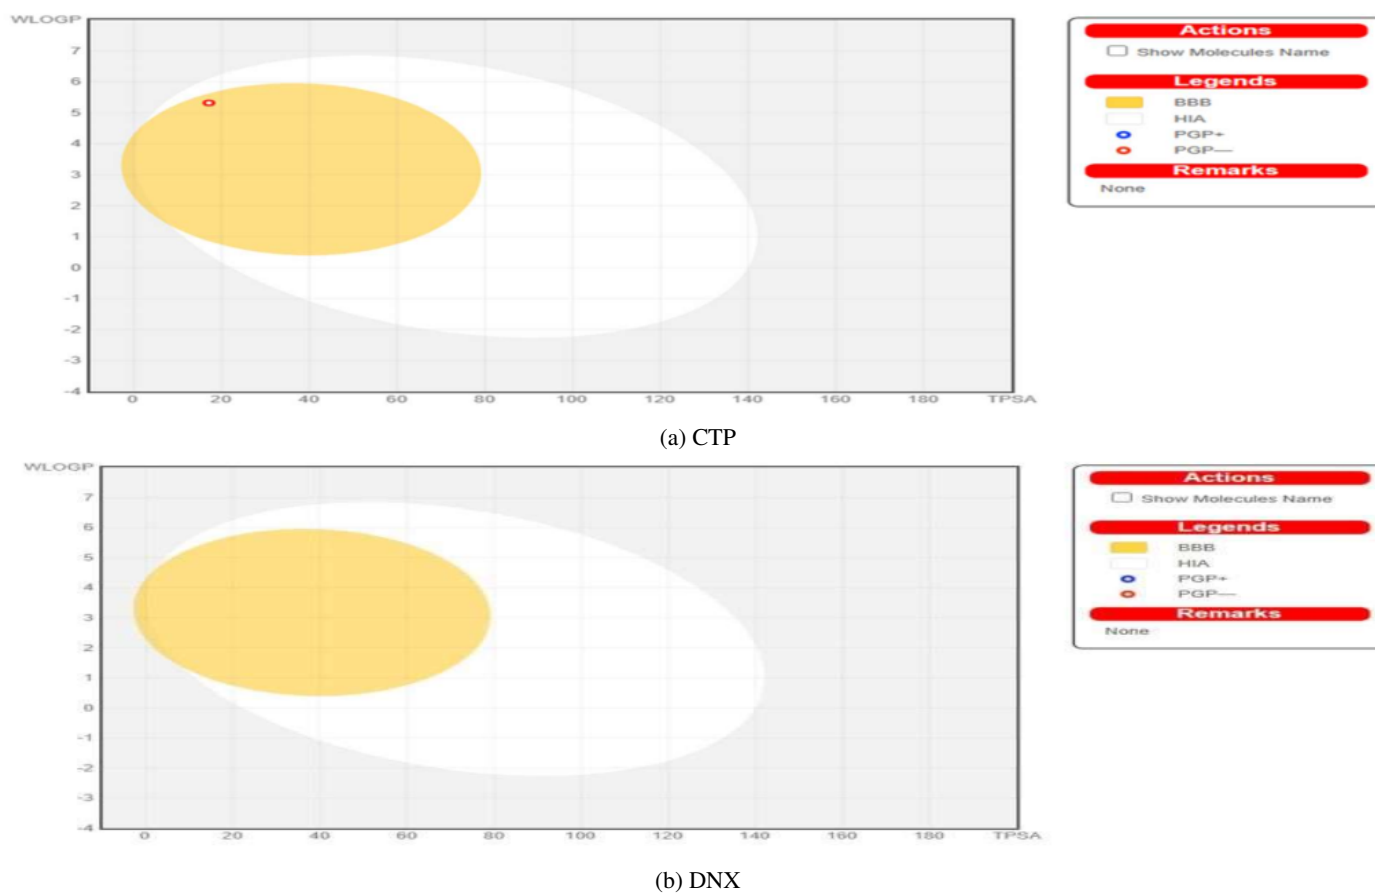 WLOGP
7
6
5
4
3
2
1
0
-1
-2
-3
-4
0 20 40 60 80 100 120 140 160 180 TPSA
Actions
Show Molecules Name
Legends
BBB
HIA
PGP+
PGP—
Remarks
None
(a) CTP
WLOGP
7
6
5
4
3
2
1
0
-1
-2
-3
-4
0 20 40 60 80 100 120 140 160 180 TPSA
Actions
Show Molecules Name
Legends
BBB
HIA
PGP+
PGP—
Remarks
None
(b) DNX